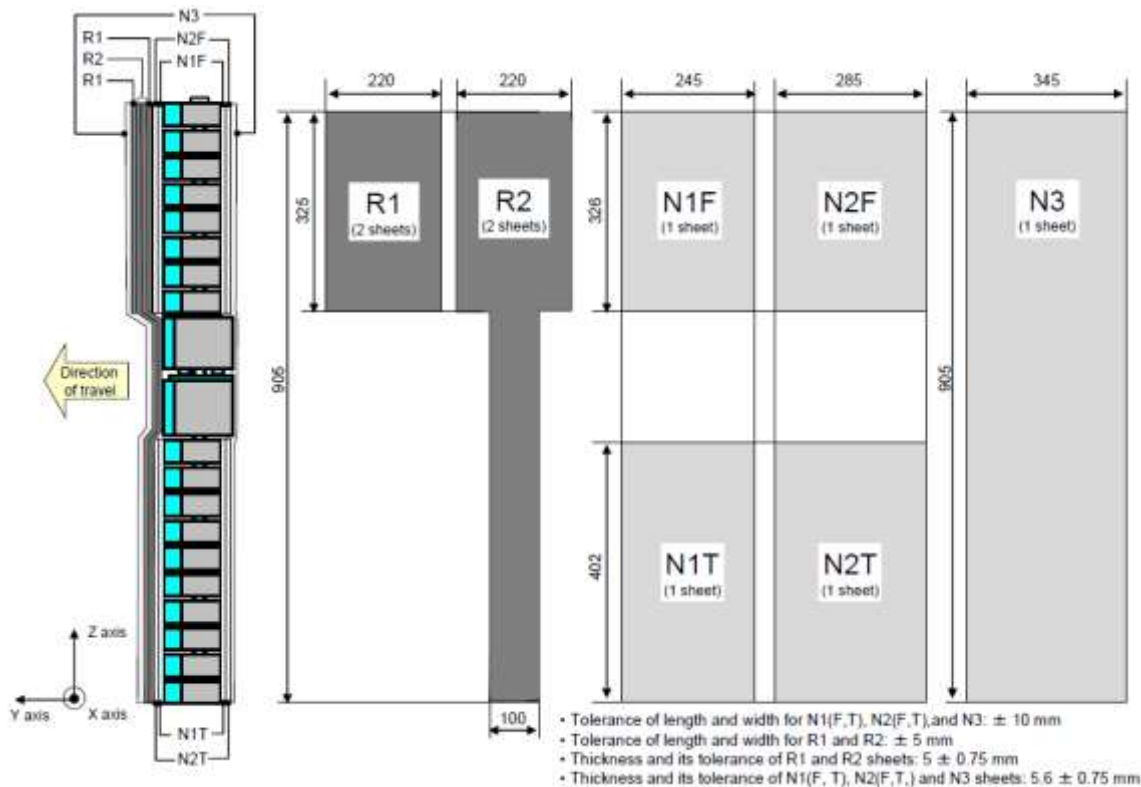 N3
R1
N2F
R2
N1F
R1
220
220
245
285
345
R1
(2 sheets)
R2
(2 sheets)
N1F
(1 sheet)
N2F
(1 sheet)
N3
(1 sheet)
325
326
Direction
of travel
905
905
402
N1T
(1 sheet)
N2T
(1 sheet)
Z axis
Y axis
X axis
N1T
N2T
100
• Tolerance of length and width for N1(F,T), N2(F,T),and N3: ± 10 mm
• Tolerance of length and width for R1 and R2: ± 5 mm
• Thickness and its tolerance of R1 and R2 sheets: 5 ± 0.75 mm
• Thickness and its tolerance of N1(F, T), N2(F,T,) and N3 sheets: 5.6 ± 0.75 mm